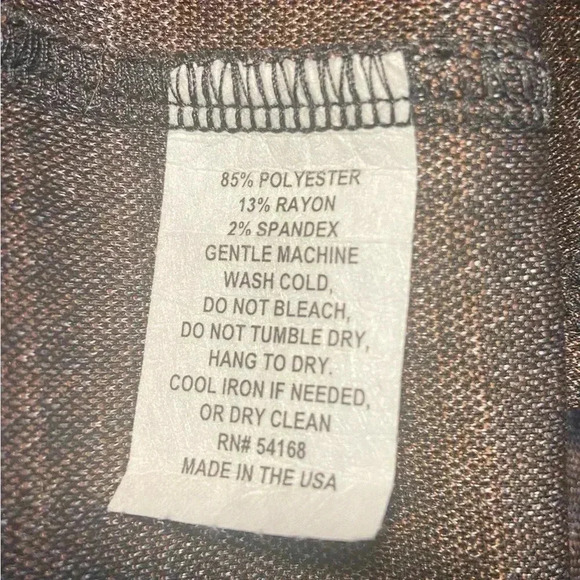 85% POLYESTER
13% RAYON
2% SPANDEX
GENTLE MACHINE
WASH COLD,
DO NOT BLEACH,
DO NOT TUMBLE DRY,
HANG TO DRY.
COOL IRON IF NEEDED,
OR DRY CLEAN
RN# 54168
MADE IN THE USA